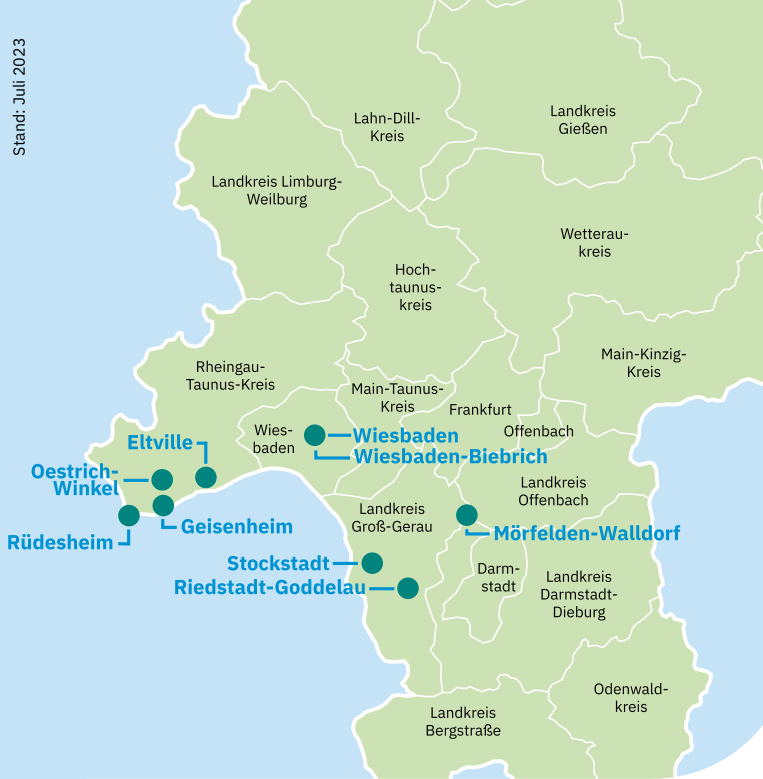 Stand: Juli 2023
Lahn-Dill-
Kreis
Landkreis
Gießen
Landkreis Limburg-
Weilburg
Wetterau-
kreis
Hoch-
taunus-
kreis
Rheingau-
Taunus-Kreis
Main-Kinzig-
Kreis
Main-Taunus-
Kreis
Frankfurt
Offenbach
Wies-
baden
Wiesbaden
Wiesbaden-Biebrich
Eltville
Oestrich-
Winkel
Geisenheim
Rüdesheim
Landkreis
Offenbach
Landkreis
Groß-Gerau
Mörfelden-Walldorf
Stockstadt
Riedstadt-Goddelau
Darm-
stadt
Landkreis
Darmstadt-
Dieburg
Odenwald-
kreis
Landkreis
Bergstraße